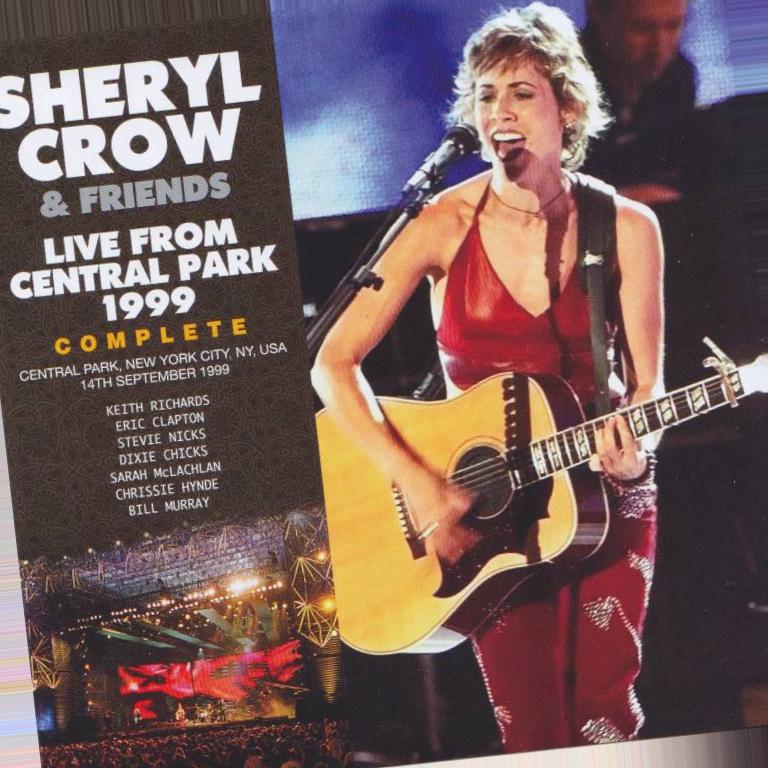 SHERYL
CROW
& FRIENDS
LIVE FROM
CENTRAL PARK
1999
COMPLETE
CENTRAL PARK, NEW YORK CITY, NY, USA
14TH SEPTEMBER 1999
KEITH RICHARDS
ERIC CLAPTON
STEVIE NICKS
DIXIE CHICKS
SARAH McLACHLAN
CHRISSIE HYNDE
BILL MURRAY